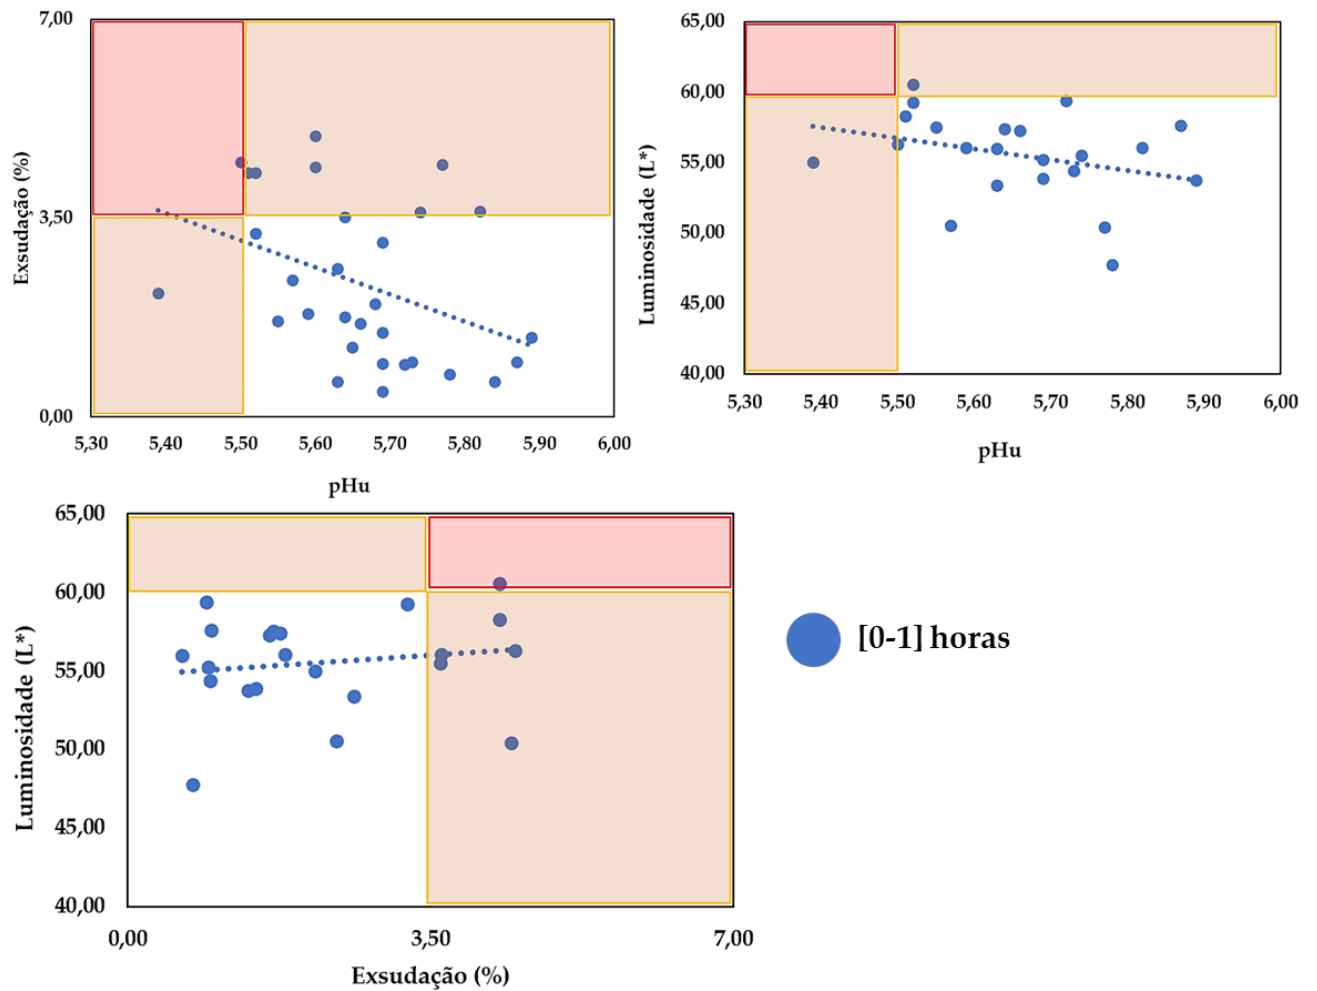 7,00
3,50
0,00
Exsudação (%)
5,30 5,40 5,50 5,60 5,70 5,80 5,90 6,00
pHu
65,00
60,00
55,00
50,00
45,00
40,00
Luminosidade (L*)
5,30 5,40 5,50 5,60 5,70 5,80 5,90 6,00
pHu
65,00
60,00
55,00
50,00
45,00
40,00
Luminosidade (L*)
0,00 3,50 7,00
Exsudação (%)
[0-1] horas